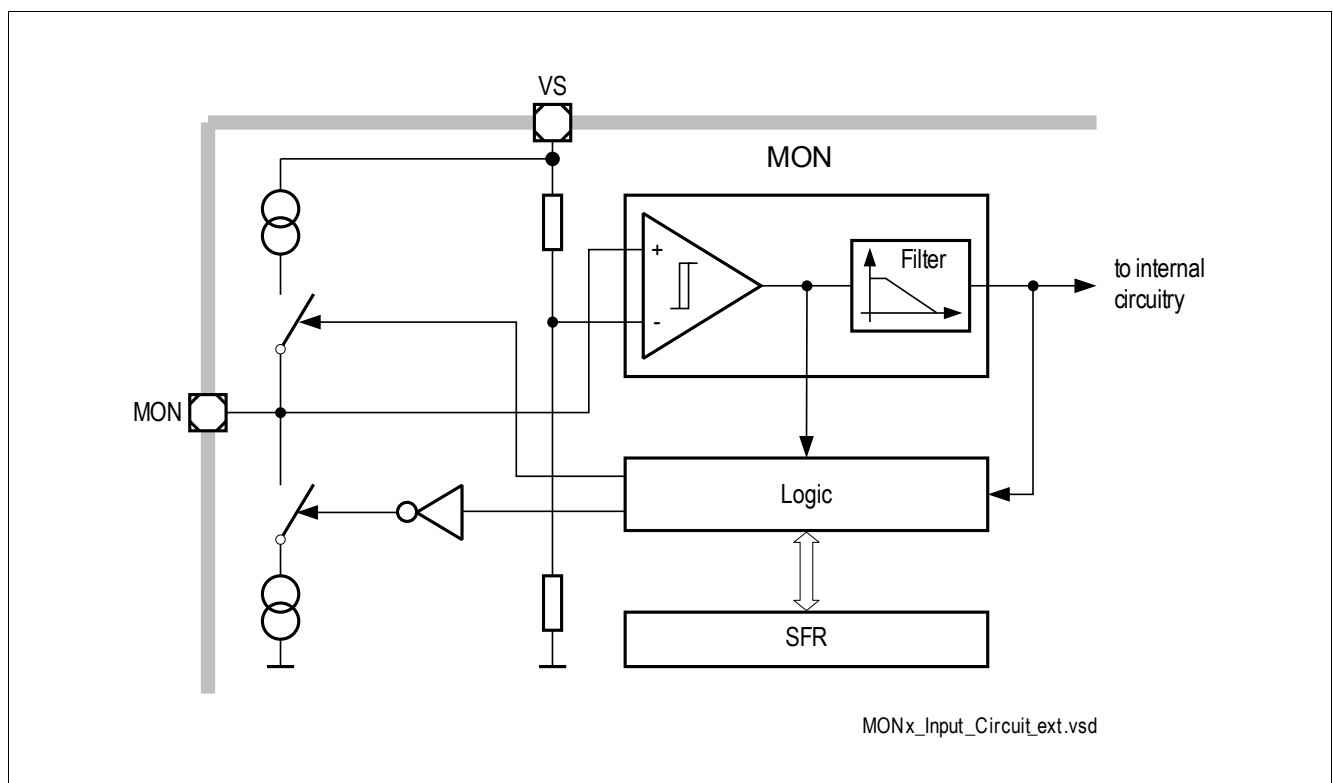 VS
MON
+
Filter
to internal
circuitry
-
MON
Logic
SFR
MONx_Input_Circuit_ext.vsd